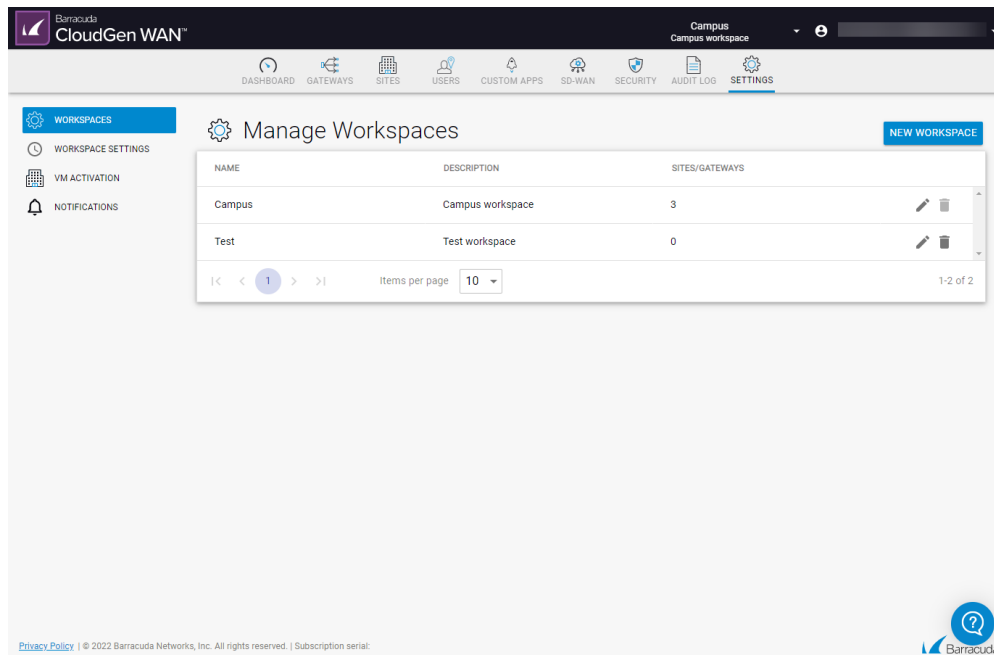 Barracuda
CloudGen WAN™
Campus
Campus workspace
DASHBOARD GATEWAYS SITES USERS CUSTOM APPS SD-WAN SECURITY AUDIT LOG SETTINGS
WORKSPACES
WORKSPACE SETTINGS
VM ACTIVATION
NOTIFICATIONS
Manage Workspaces
NEW WORKSPACE
NAME DESCRIPTION SITES/GATEWAYS
Campus Campus workspace 3
Test Test workspace 0
1 Items per page 10 1-2 of 2
Privacy Policy | © 2022 Barracuda Networks, Inc. All rights reserved. | Subscription serial:
Barracuda